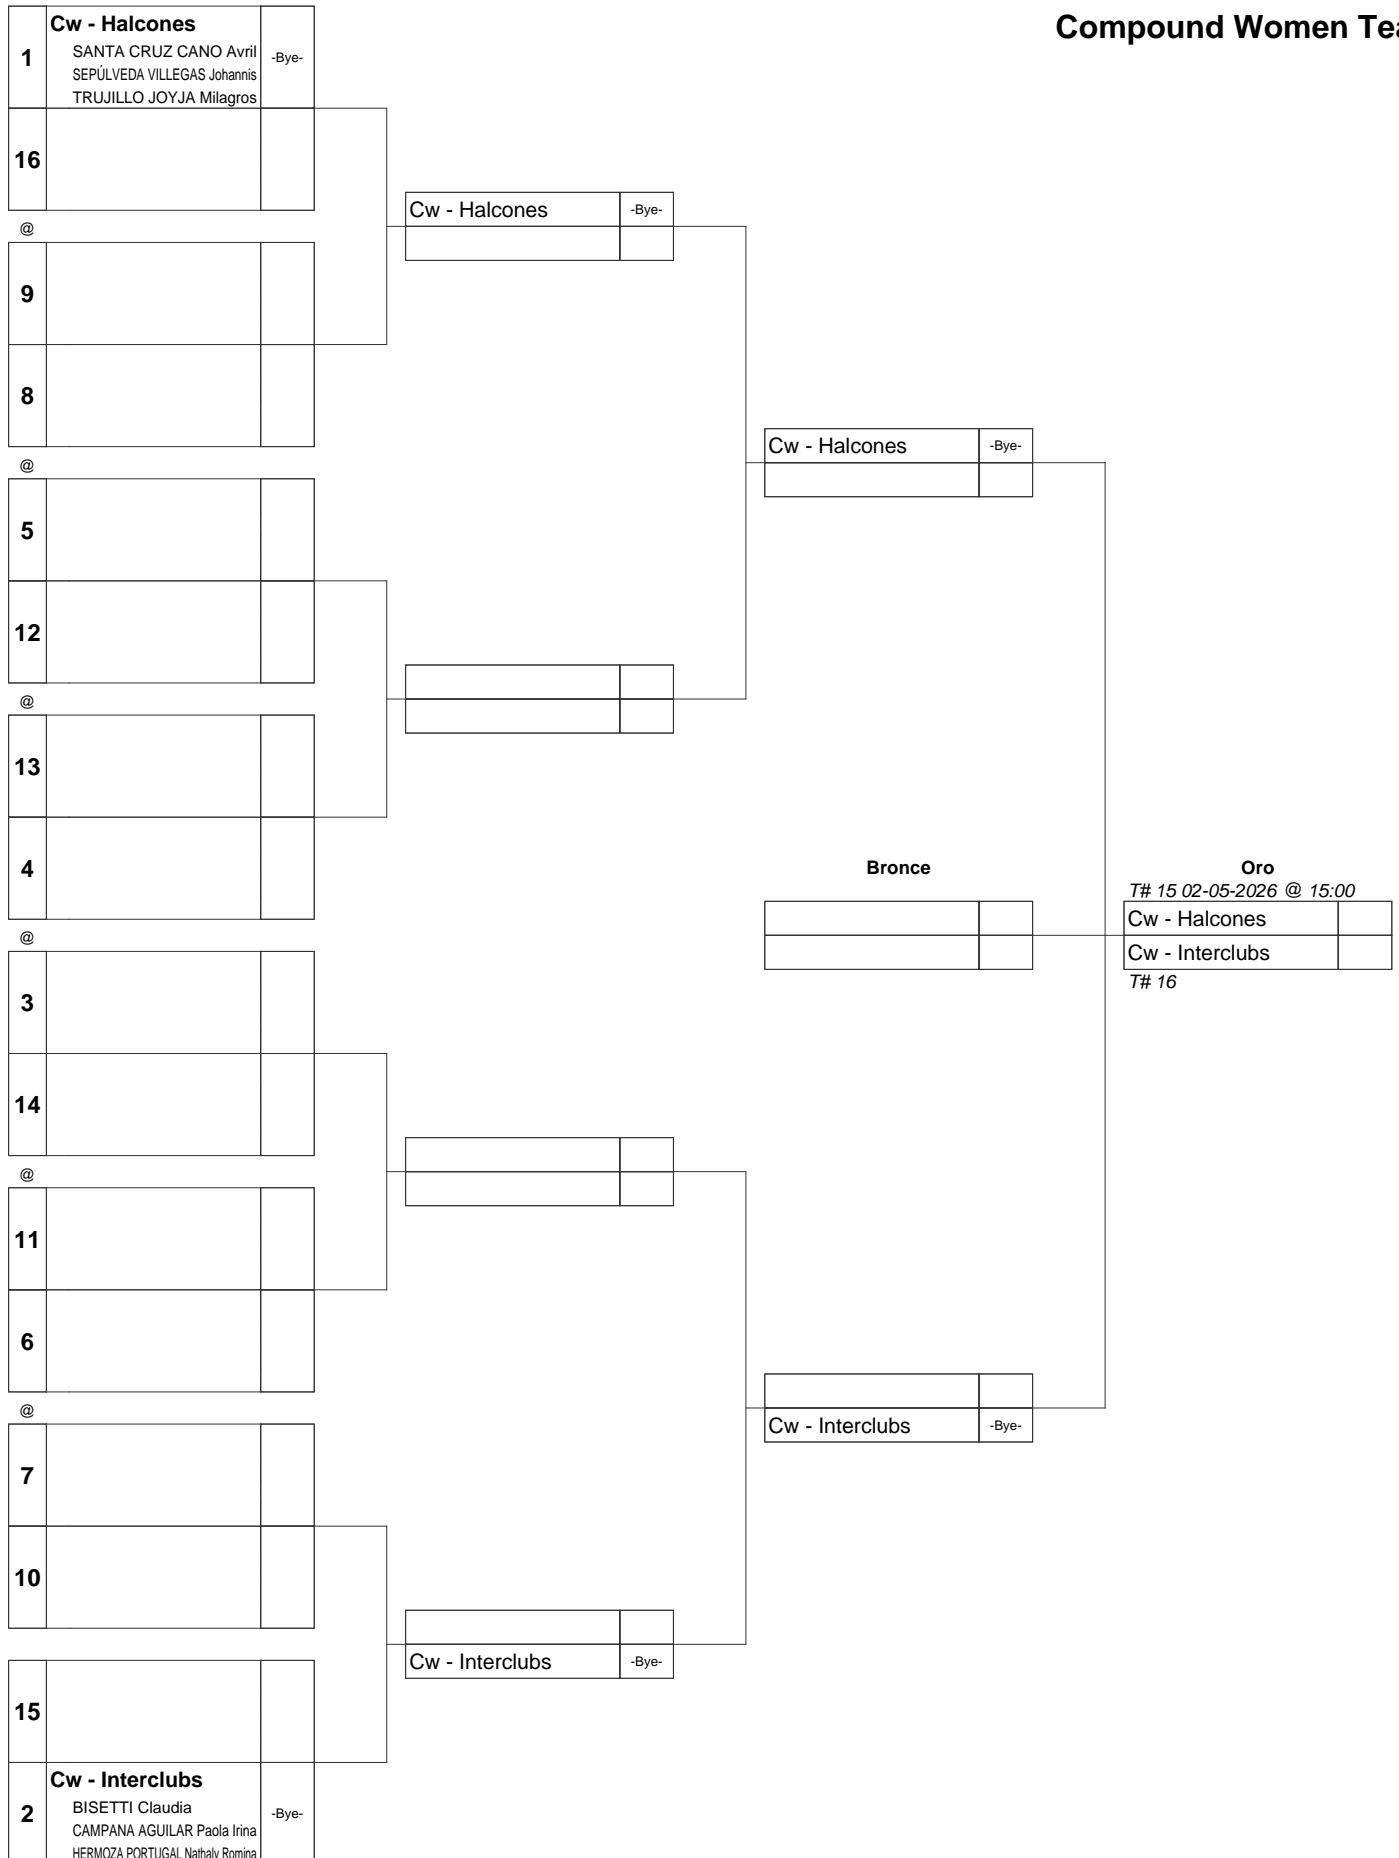 Compound Women Tea
Cw - Halcones
1
SANTA CRUZ CANO Avril
-Bye-
SEPÚLVEDA VILLEGAS Johannis
TRUJILLO JOYJA Milagros
16
Cw - Halcones -Bye-
@
9
8
Cw - Halcones -Bye-
@
5
12
@
13
4
Bronce
Oro
T# 15 02-05-2026 @ 15:00
Cw - Halcones
@
Cw - Interclubs
T# 16
3
14
@
11
6
@
Cw - Interclubs -Bye-
7
10
Cw - Interclubs -Bye-
15
Cw - Interclubs
2
BISETTI Claudia
-Bye-
CAMPANA AGUILAR Paola Irina
HERMOZA PORTUGAL Nathaly Romina